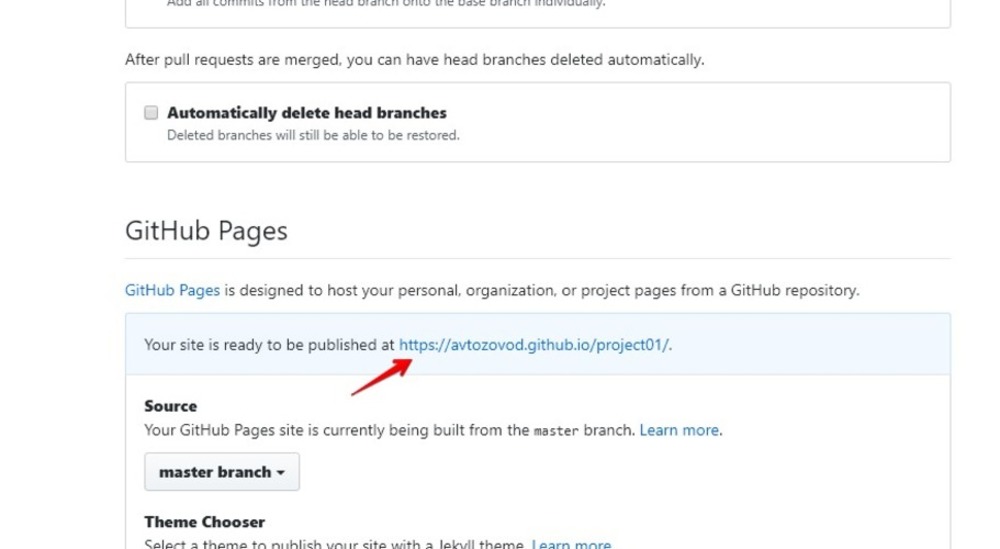 Add all commits from the head branch onto the base branch individually.
After pull requests are merged, you can have head branches deleted automatically.
Automatically delete head branches
Deleted branches will still be able to be restored.
GitHub Pages
GitHub Pages is designed to host your personal, organization, or project pages from a GitHub repository.
Your site is ready to be published at https://avtozovod.github.io/project01/.
Source
Your GitHub Pages site is currently being built from the master branch. Learn more.
master branch
Theme Chooser
Select a theme to publish your site with a Jekyll theme. Learn more.